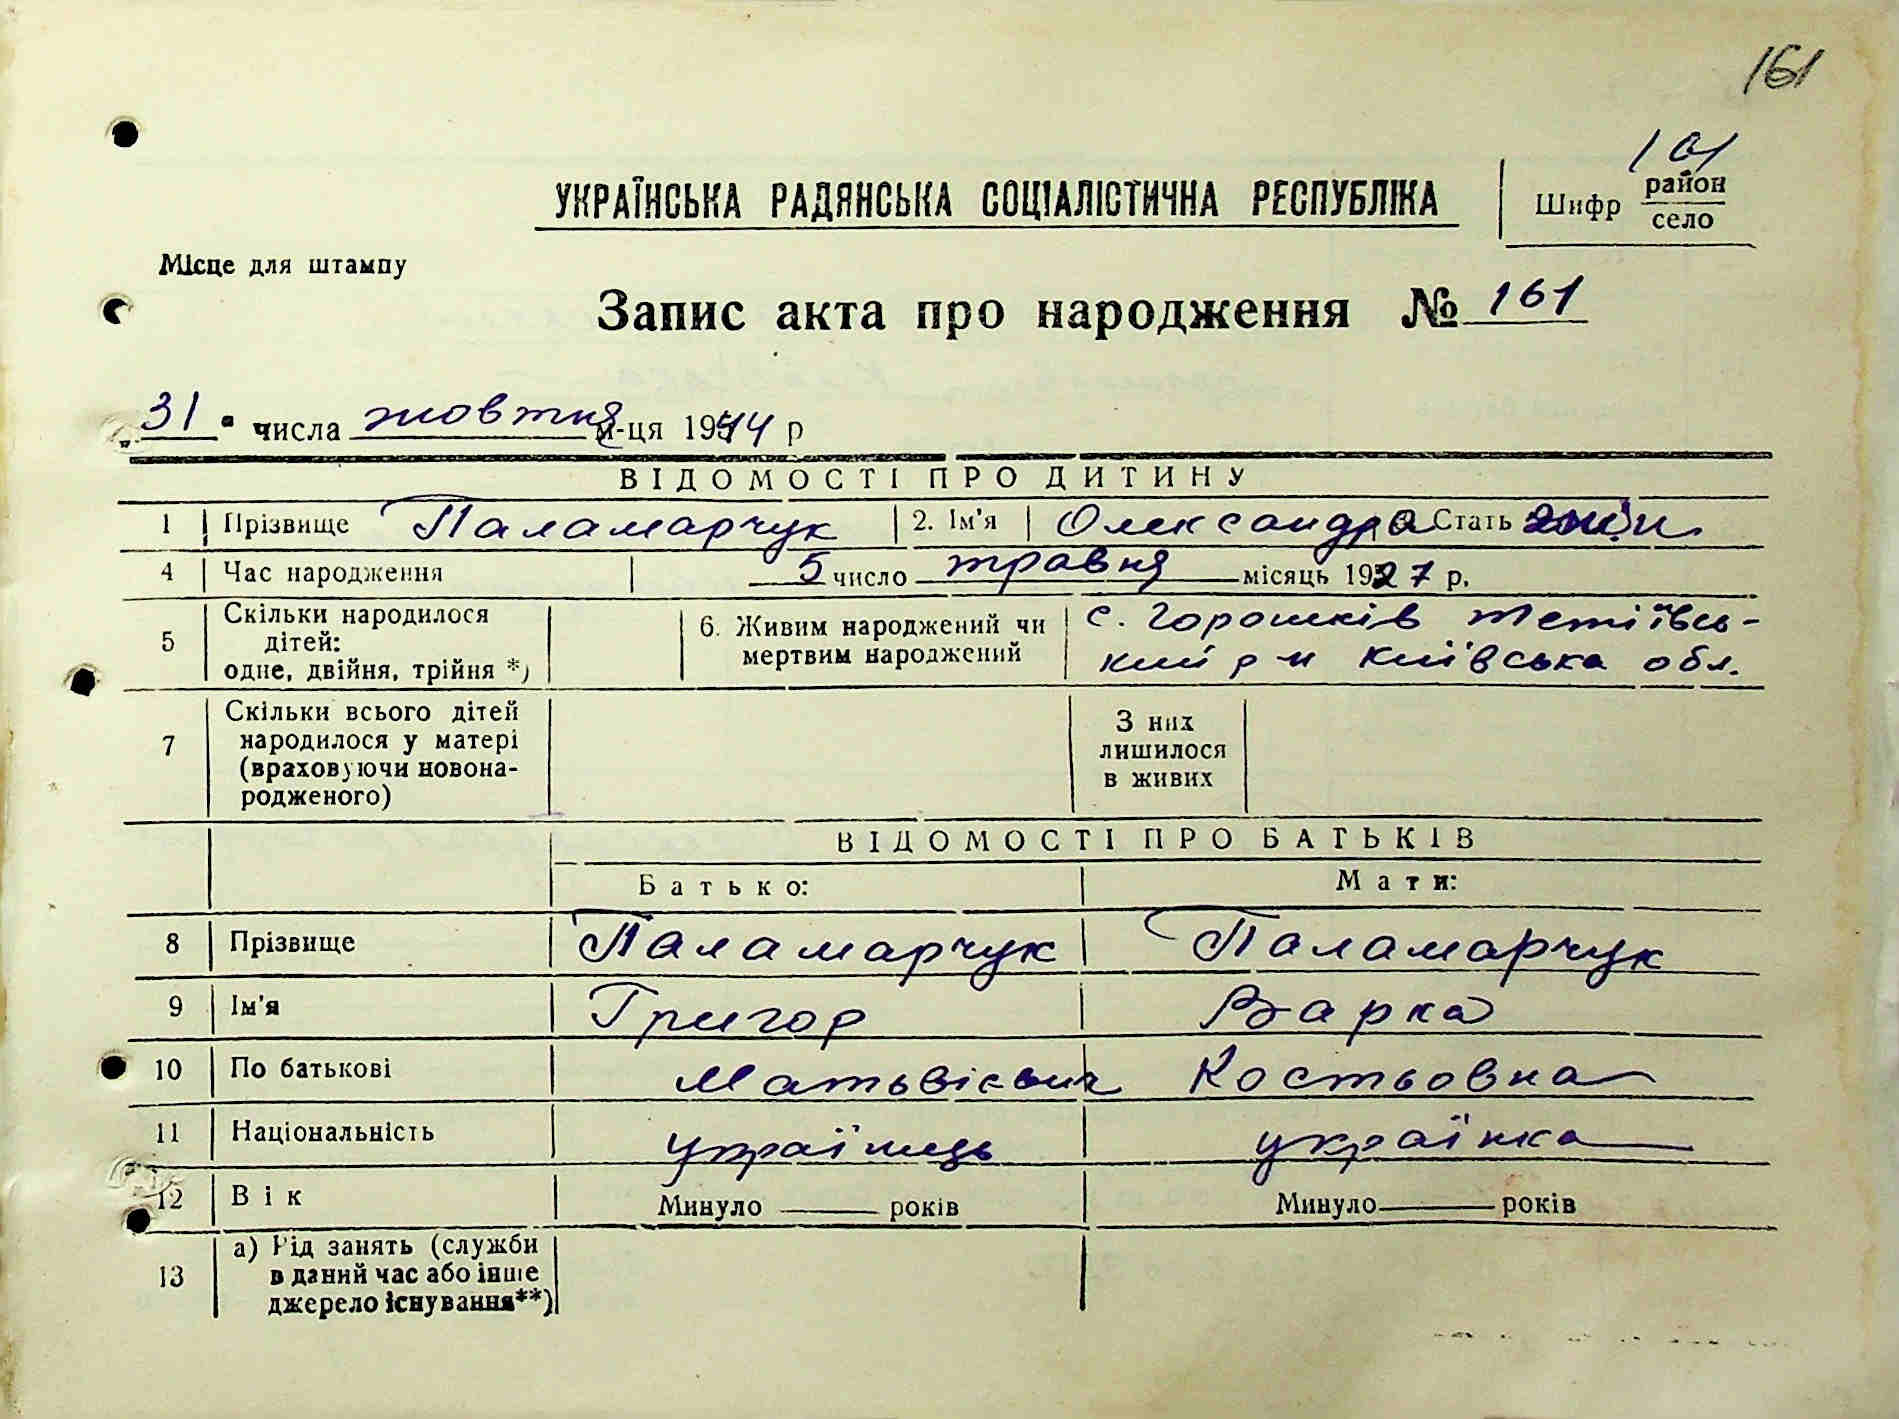 161
101
УКРАЇНСЬКА РАДЯНСЬКА СОЦІАЛІСТИЧНА РЕСПУБЛІКА
Шифр район село
Місце для штампу
Запис акта про народження № 161
„31" числа жовтня м-ця 1944 р
ВІДОМОСТІ ПРО ДИТИНУ
1 Прізвище Паламарчук 2. Ім'я Олександра Стать
4 Час народження 5 число травня місяць 1927 р.
5 Скільки народилося дітей: одне, двійня, трійня *)
6. Живим народжений чи мертвим народжений
с. Горошків Тетіївсь-
кий р-н Київська обл.
7 Скільки всього дітей народилося у матері (враховуючи новона-родженого)
З них лишилося в живих
ВІДОМОСТІ ПРО БАТЬКІВ
Батько: Мати:
8 Прізвище Паламарчук Паламарчук
9 Ім'я Григор Варка
10 По батькові Матьвієвич Костьовна
11 Національність українець українка
12 Вік Минуло років Минуло років
13 а) Рід занять (служби
в даний час або інше
джерело існування**)